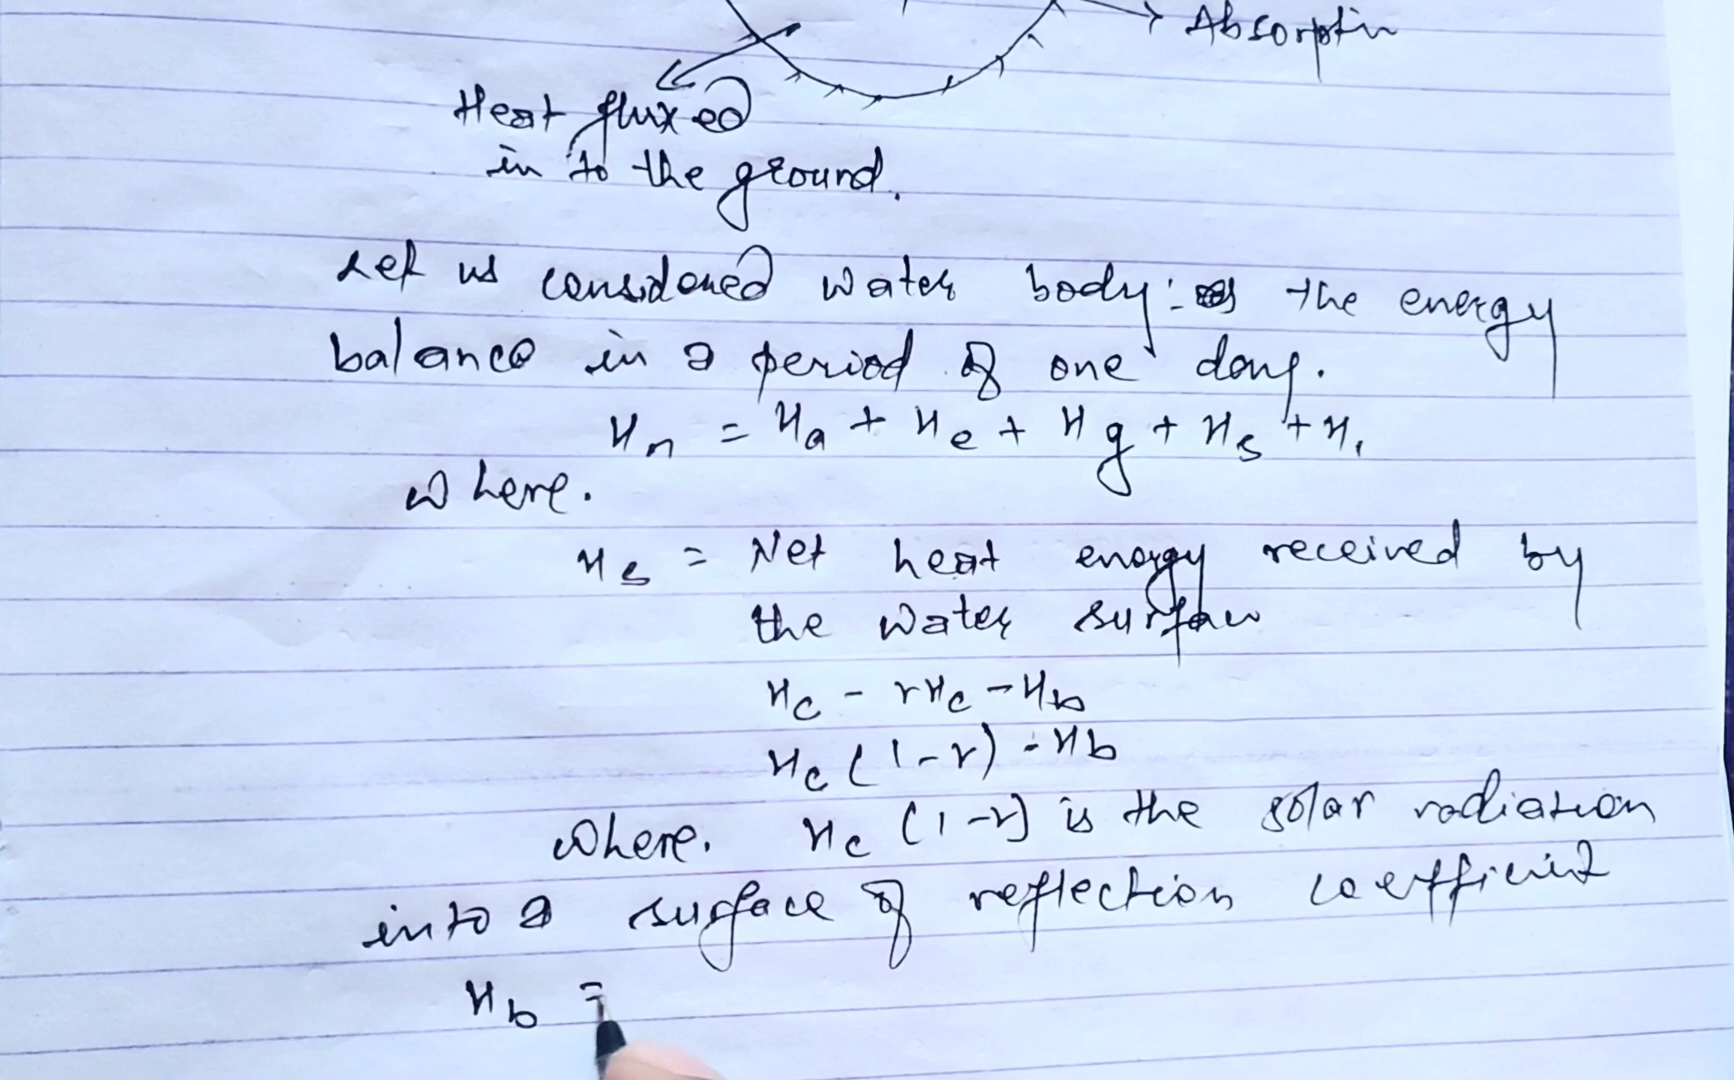 Absorptin
Heat fluxed
in to the ground.
Let us considered water body: the energy
balance in a period of one day.
Hn = Ha + He + Hg + Hs + Hi
where.
Hs = Net heat energy received by
the water surface
Hc - rHc - Hb
Hc (1-r) - Hb
where. Hc (1-r) is the solar radiation
into a surface of reflection coefficient
Hb =